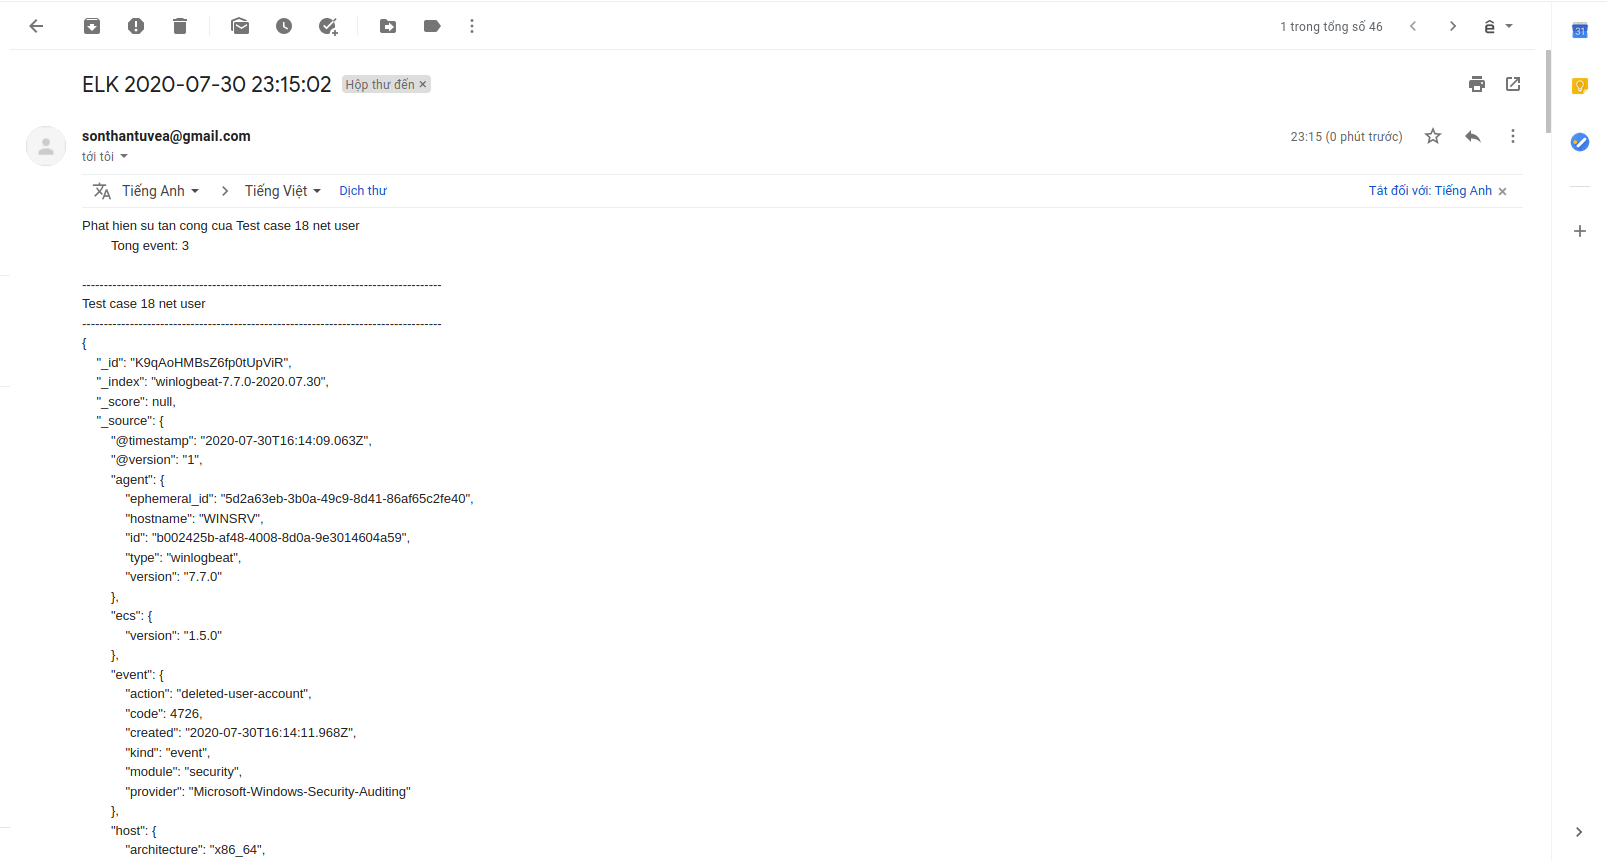 1 trong tổng số 46
ê
31
ELK 2020-07-30 23:15:02 Hộp thư đến ×
sonthantuvea@gmail.com
23:15 (0 phút trước)
tới tôi
Tiếng Anh > Tiếng Việt Dịch thư
Tắt đối với: Tiếng Anh ×
Phat hien su tan cong cua Test case 18 net user
Tong event: 3
-----------------------------------------------------------------------------------
Test case 18 net user
-----------------------------------------------------------------------------------
{
"_id": "K9qAoHMBsZ6fp0tUpViR",
"_index": "winlogbeat-7.7.0-2020.07.30",
"_score": null,
"_source": {
"@timestamp": "2020-07-30T16:14:09.063Z",
"@version": "1",
"agent": {
"ephemeral_id": "5d2a63eb-3b0a-49c9-8d41-86af65c2fe40",
"hostname": "WINSRV",
"id": "b002425b-af48-4008-8d0a-9e3014604a59",
"type": "winlogbeat",
"version": "7.7.0"
},
"ecs": {
"version": "1.5.0"
},
"event": {
"action": "deleted-user-account",
"code": 4726,
"created": "2020-07-30T16:14:11.968Z",
"kind": "event",
"module": "security",
"provider": "Microsoft-Windows-Security-Auditing"
},
"host": {
"architecture": "x86_64",